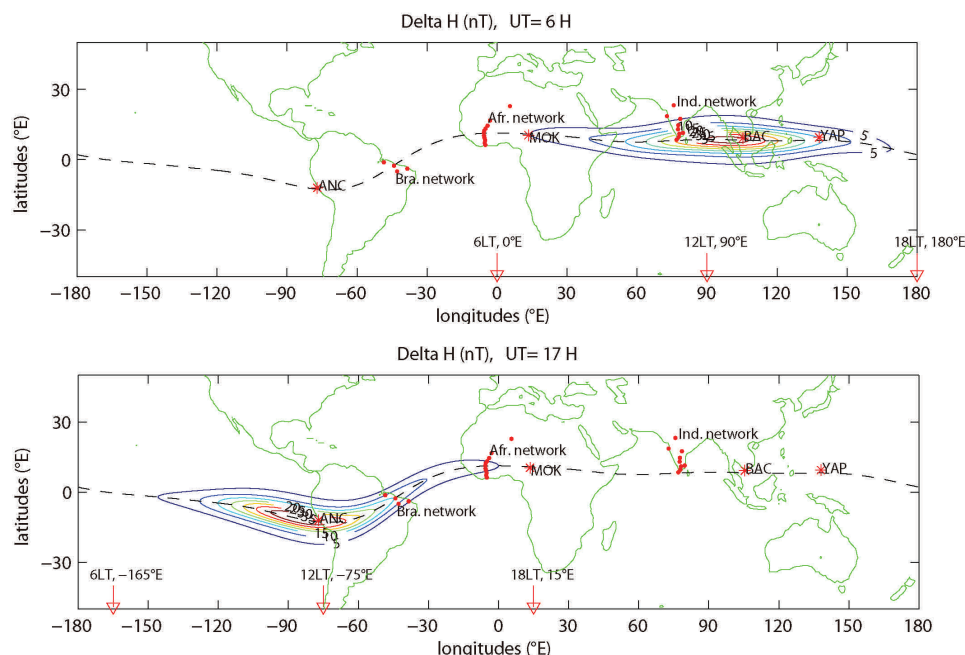 Delta H (nT), UT= 6 H
latitudes (°E)
30
0
−30
Ind. network
Afr. network
MOK
BAC
YAP
5
5
ANC
Bra. network
6LT, 0°E
12LT, 90°E
18LT, 180°E
−180 −150 −120 −90 −60 −30 0 30 60 90 120 150 180
longitudes (°E)
Delta H (nT), UT= 17 H
latitudes (°E)
30
0
−30
Afr. network
Ind. network
MOK
BAC
YAP
ANC
Bra. network
15
10
5
6LT, −165°E
12LT, −75°E
18LT, 15°E
−180 −150 −120 −90 −60 −30 0 30 60 90 120 150 180
longitudes (°E)